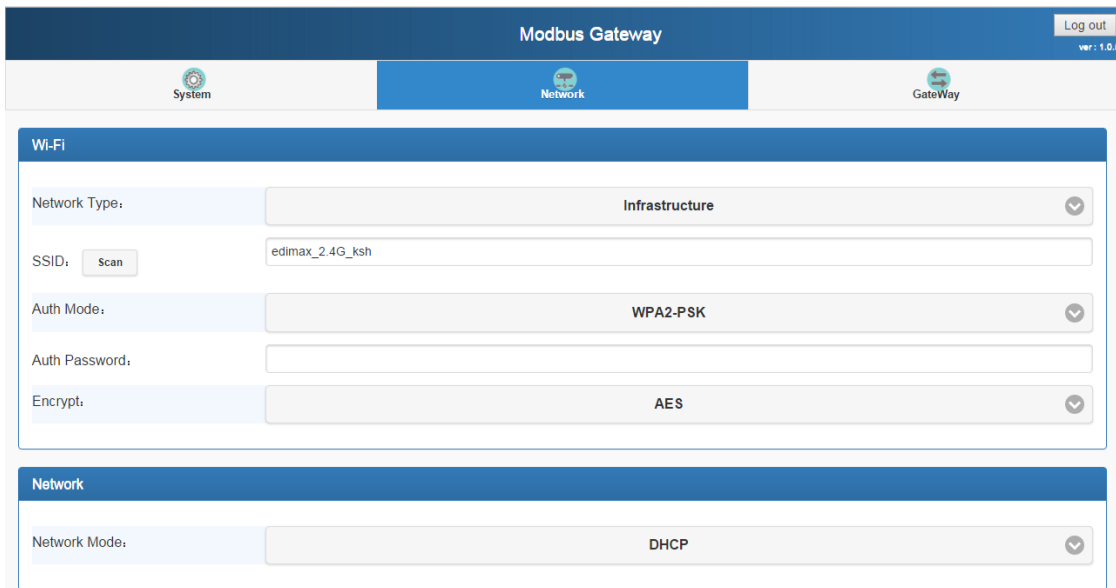 Modbus Gateway
Log out
ver : 1.0.
System
Network
GateWay
Wi-Fi
Network Type：
Infrastructure
SSID：
Scan
edimax_2.4G_ksh
Auth Mode：
WPA2-PSK
Auth Password：
Encrypt：
AES
Network
Network Mode：
DHCP